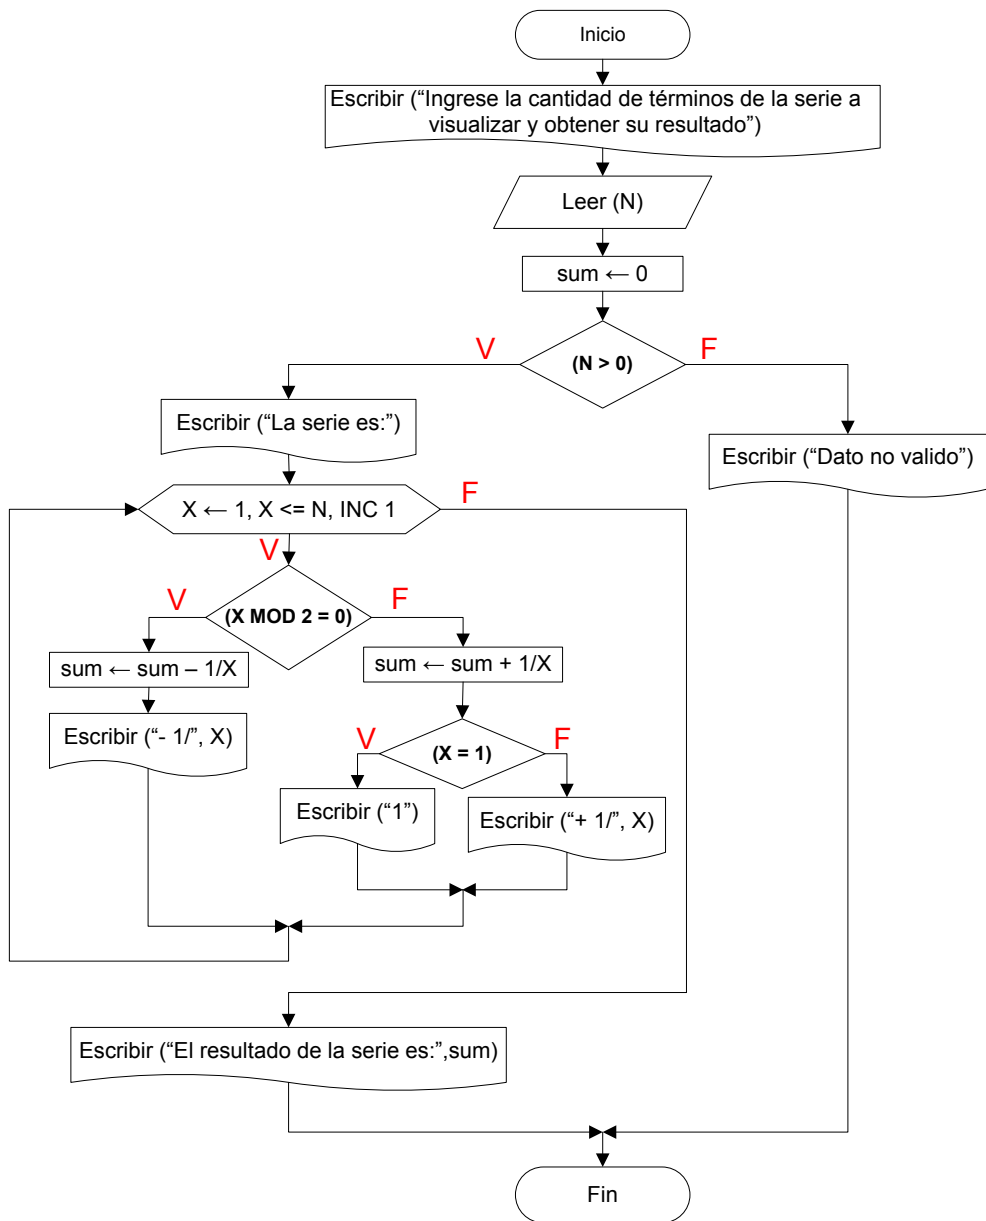 Inicio
Escribir (“Ingrese la cantidad de términos de la serie a
visualizar y obtener su resultado”)
Leer (N)
sum ← 0
V
(N > 0)
F
Escribir (“La serie es:”)
Escribir (“Dato no valido”)
X ← 1, X <= N, INC 1
F
V
V
(X MOD 2 = 0)
F
sum ← sum – 1/X
sum ← sum + 1/X
Escribir (“- 1/”, X)
V
(X = 1)
F
Escribir (“1”)
Escribir (“+ 1/”, X)
Escribir (“El resultado de la serie es:”,sum)
Fin